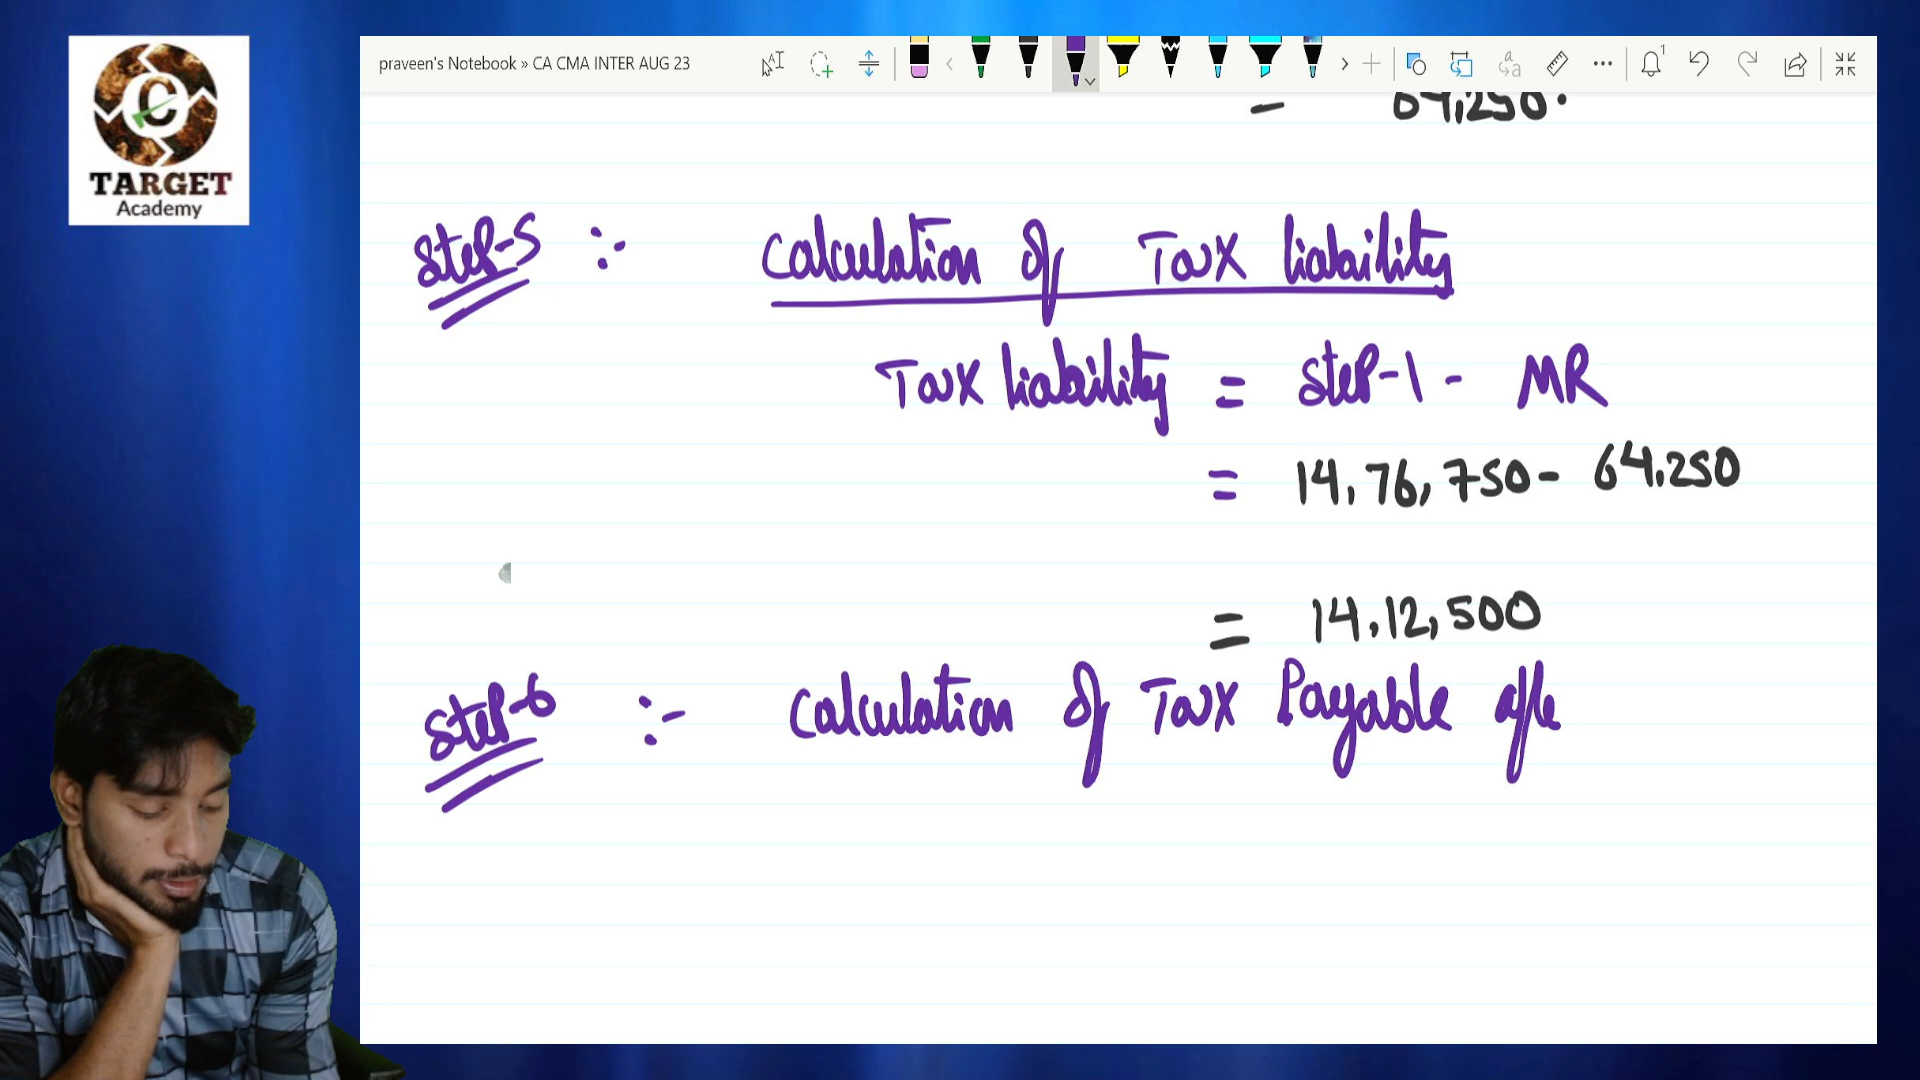 TARGET
Academy
praveen's Notebook » CA CMA INTER AUG 23
= 64,250.
Step-5 :- Calculation of Tax liability
Tax liability = Step-1 - MR
= 14,76,750 - 64,250
= 14,12,500
Step-6 :- Calculation of Tax Payable afte